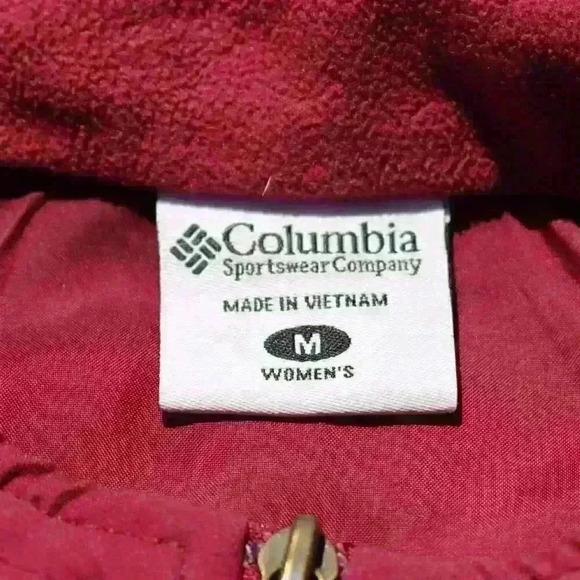 Columbia
Sportswear Company
MADE IN VIETNAM
M
WOMEN'S